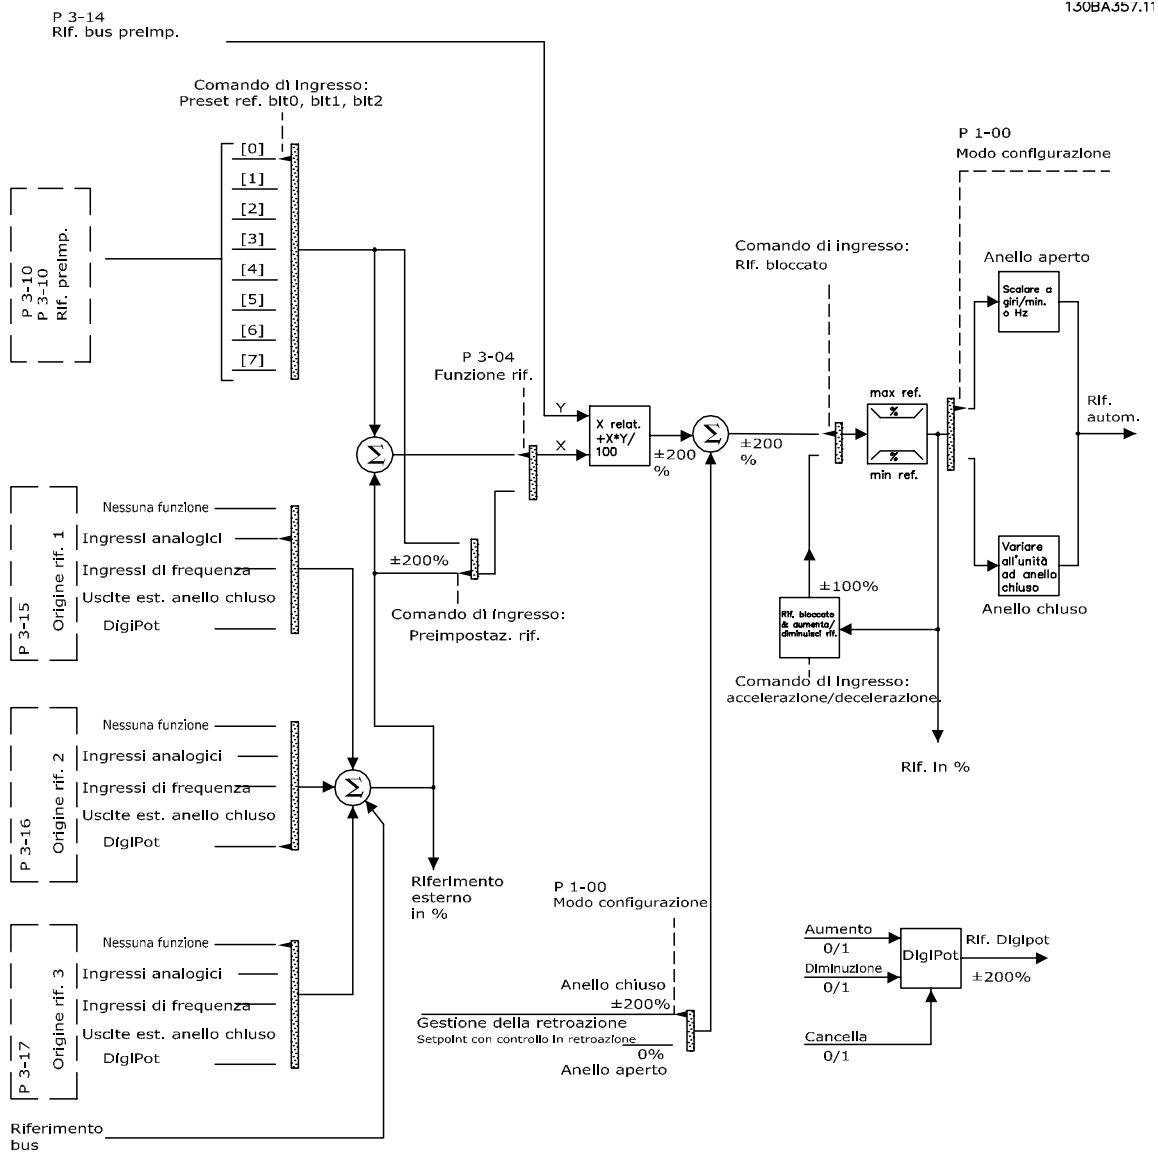 130BA357.11
P 3-14
Rif. bus preimp.
Comando di ingresso:
Preset ref. bit0, bit1, bit2
[0]
[1]
[2]
[3]
[4]
[5]
[6]
[7]
P 3-10
P 3-10
Rif. preimp.
P 1-00
Modo configurazione
Comando di ingresso:
Rif. bloccato
Anello aperto
Scalare a
giri/min.
o Hz
P 3-04
Funzione rif.
Y
X
X relat.
+X*Y/
100
±200
%
Σ
±200
%
max ref.
%
%
min ref.
Rif.
autom.
Σ
Variare
all'unità
ad anello
chiuso
Anello chiuso
P 3-15
Origine rif. 1
Nessuna funzione
Ingressi analogici
Ingressi di frequenza
Uscite est. anello chiuso
DigiPot
±200%
Comando di ingresso:
Preimpostaz. rif.
±100%
Rif. bloccato
& aumenta/
diminuisci rif.
Comando di ingresso:
accelerazione/decelerazione.
Rif. in %
P 3-16
Origine rif. 2
Nessuna funzione
Ingressi analogici
Ingressi di frequenza
Uscite est. anello chiuso
DigiPot
Σ
Riferimento
esterno
in %
P 1-00
Modo configurazione
Anello chiuso
±200%
Gestione della retroazione
Setpoint con controllo in retroazione
0%
Anello aperto
P 3-17
Origine rif. 3
Nessuna funzione
Ingressi analogici
Ingressi di frequenza
Uscite est. anello chiuso
DigiPot
Riferimento
bus
Aumento
0/1
Diminuzione
0/1
Cancella
0/1
DigiPot
Rif. Digipot
±200%